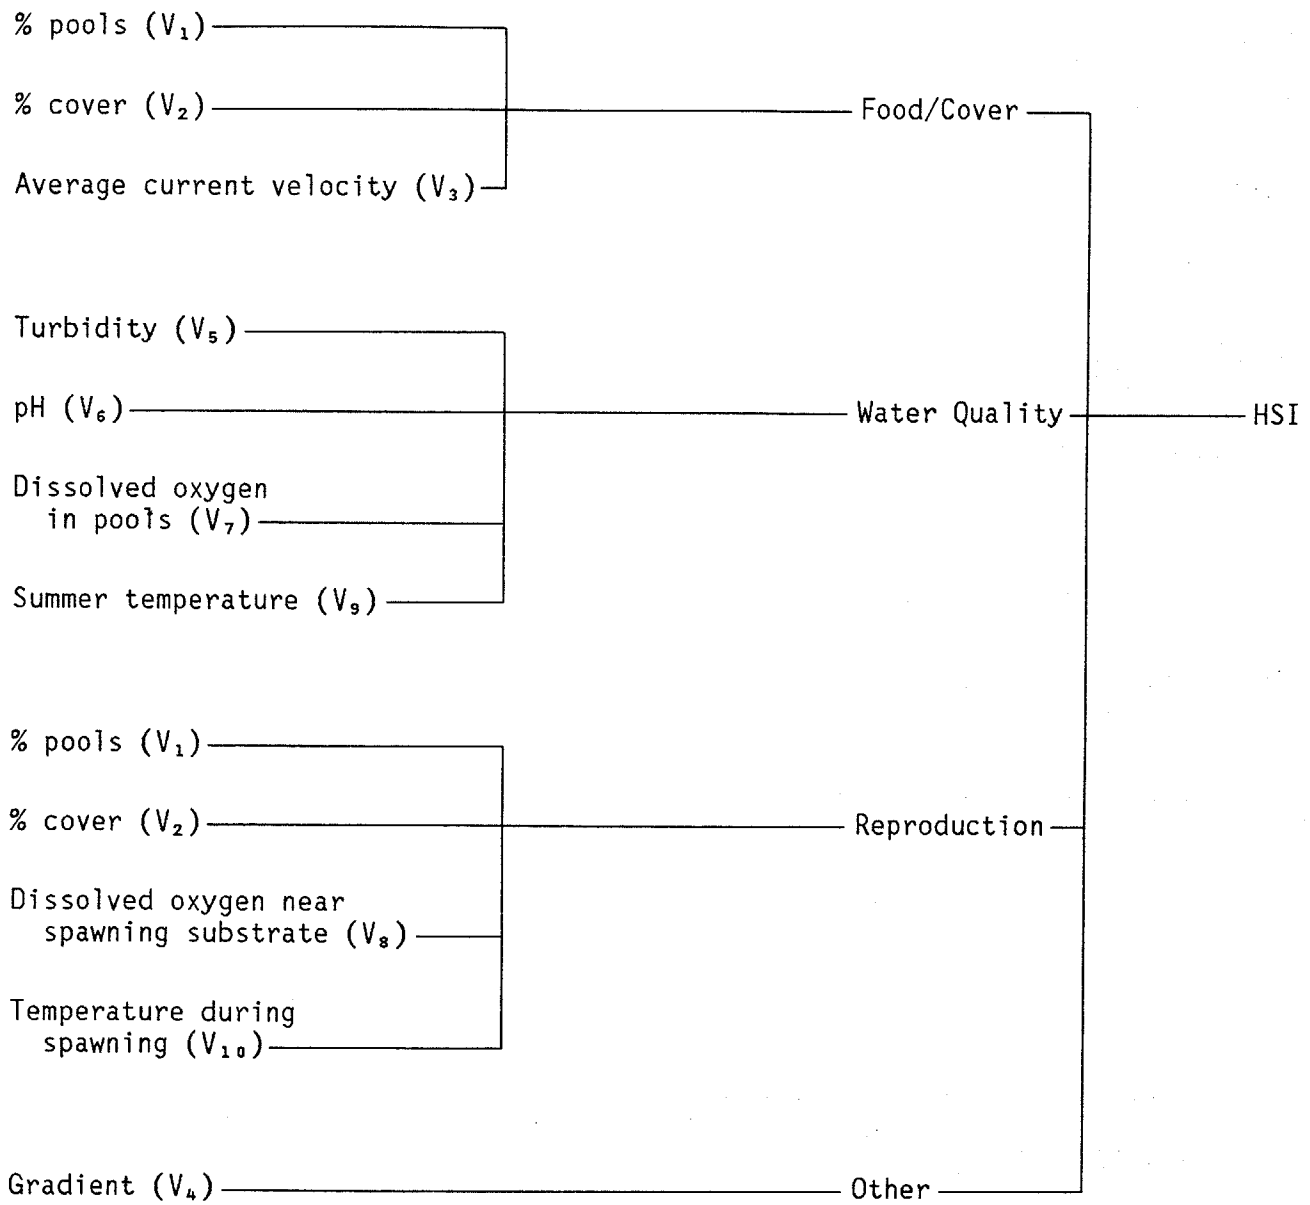 % pools (V₁)
% cover (V₂)
Food/Cover
Average current velocity (V₃)
Turbidity (V₅)
pH (V₆)
Water Quality
HSI
Dissolved oxygen
in pools (V₇)
Summer temperature (V₉)
% pools (V₁)
% cover (V₂)
Reproduction
Dissolved oxygen near
spawning substrate (V₈)
Temperature during
spawning (V₁₀)
Gradient (V₄)
Other